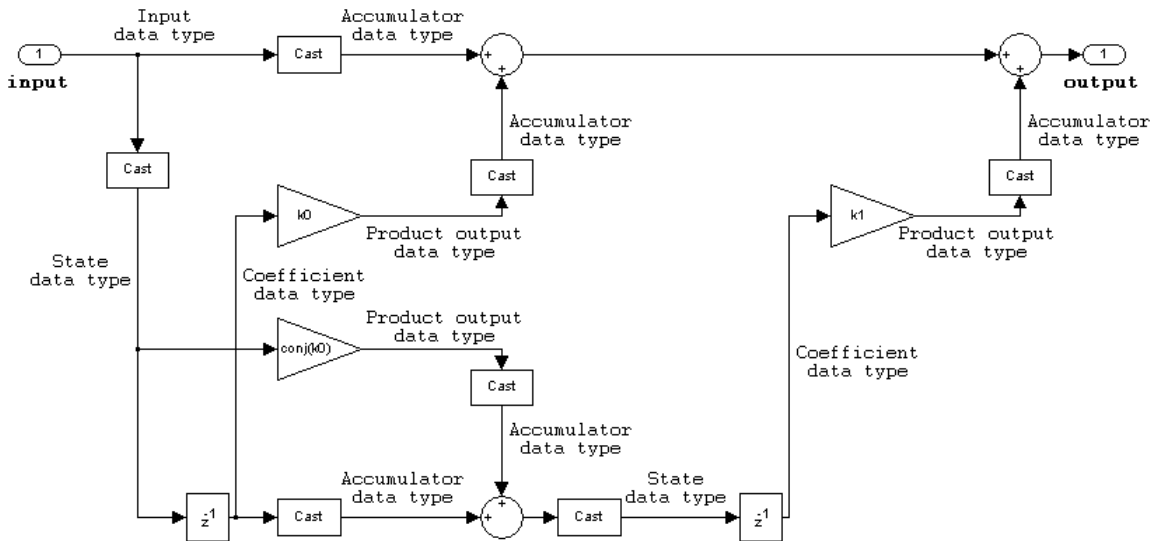 Input
data type
Accumulator
data type
1
input
Cast
+
+
+
+
1
output
Cast
Accumulator
data type
Cast
Accumulator
data type
Cast
k0
Product output
data type
k1
Product output
data type
State
data type
Coefficient
data type
Product output
data type
conj(k0)
Cast
Coefficient
data type
Accumulator
data type
Accumulator
data type
State
data type
z-1
Cast
+
+
Cast
z-1